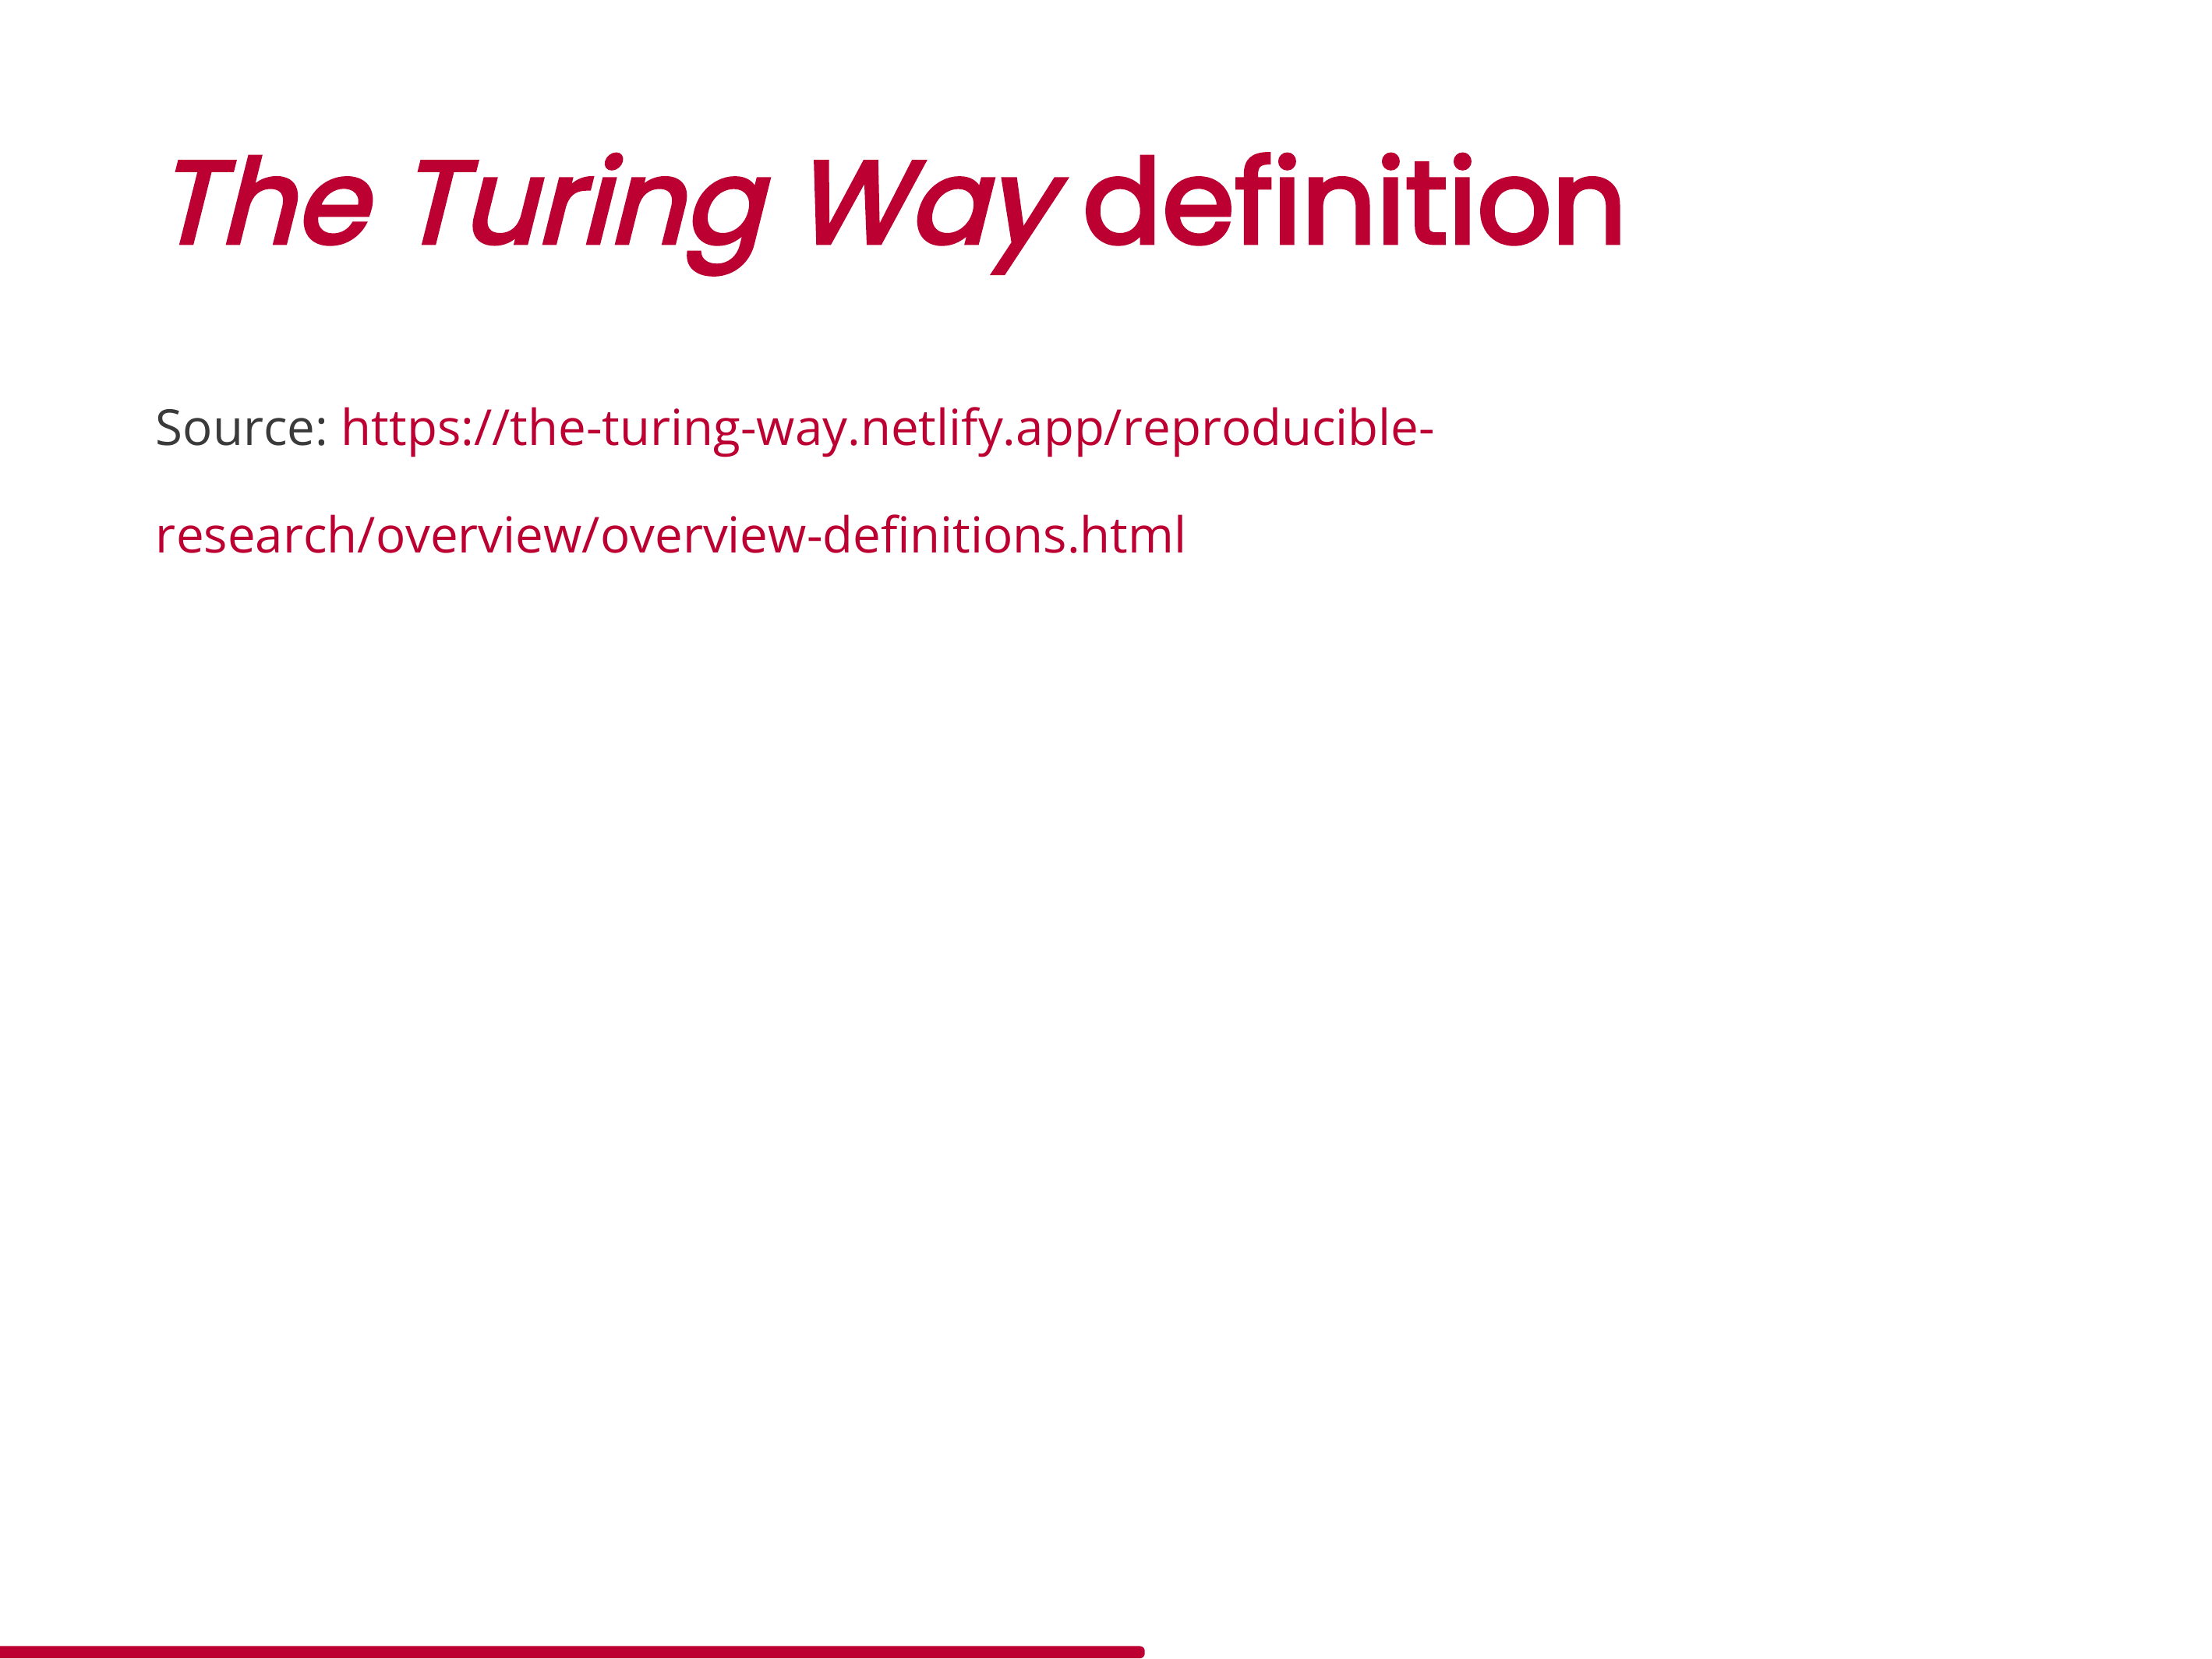 The Turing Way definition
Source: https://the-turing-way.netlify.app/reproducible-
research/overview/overview-definitions.html